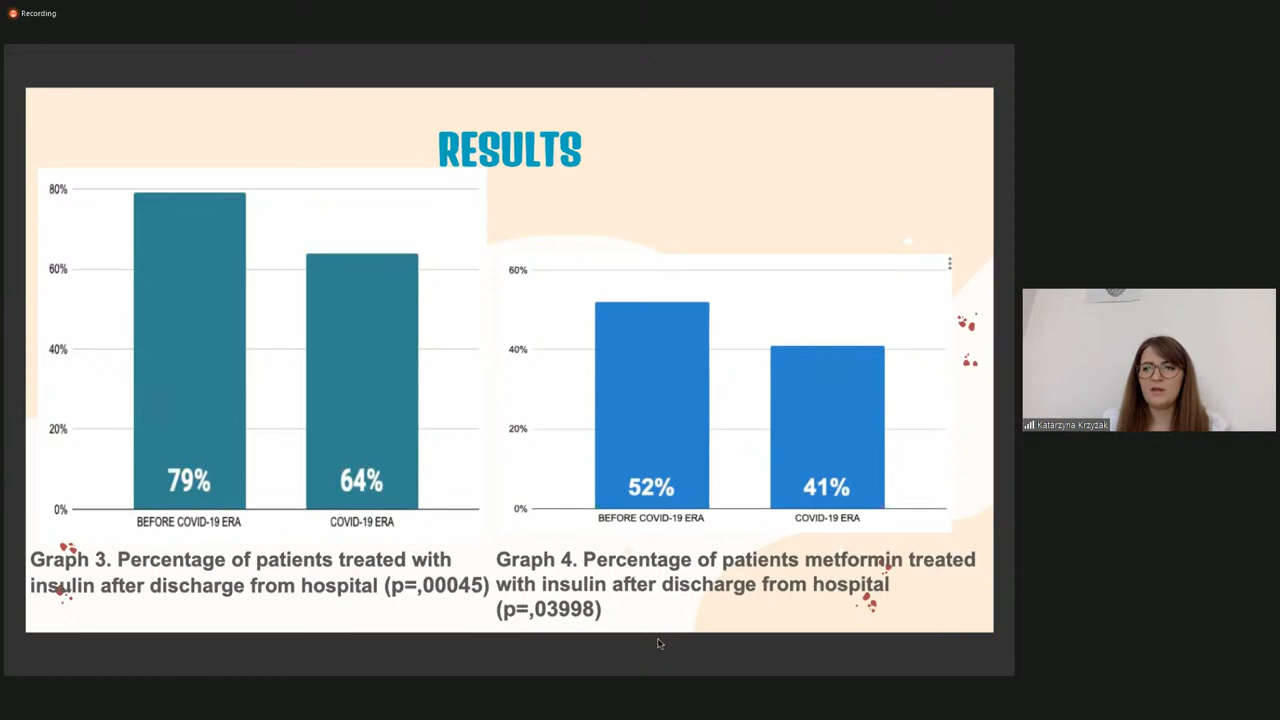 Recording
RESULTS
80%
60%
40%
20%
0%
79%
64%
BEFORE COVID-19 ERA
COVID-19 ERA
Graph 3. Percentage of patients treated with
insulin after discharge from hospital (p=,00045)
60%
40%
20%
0%
52%
41%
BEFORE COVID-19 ERA
COVID-19 ERA
Graph 4. Percentage of patients metformin treated
with insulin after discharge from hospital
(p=,03998)
Katarzyna Krzyżak